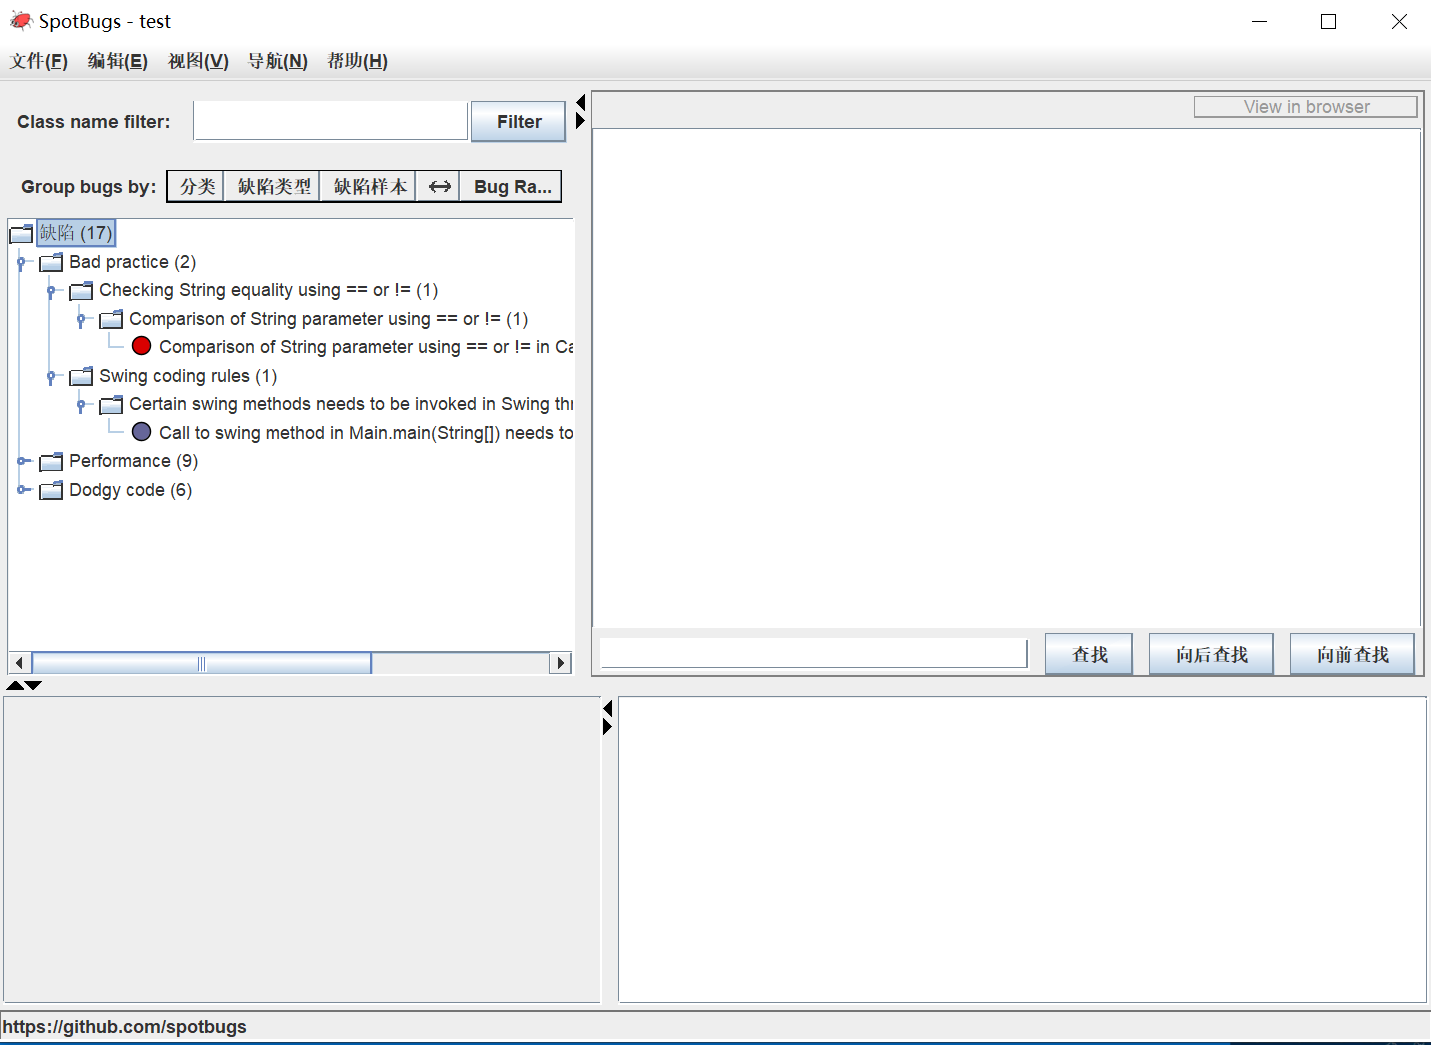 SpotBugs - test
文件(F) 编辑(E) 视图(V) 导航(N) 帮助(H)
Class name filter: Filter
View in browser
Group bugs by: 分类 缺陷类型 缺陷样本 Bug Ra...
缺陷 (17)
Bad practice (2)
Checking String equality using == or != (1)
Comparison of String parameter using == or != (1)
Comparison of String parameter using == or != in Ca
Swing coding rules (1)
Certain swing methods needs to be invoked in Swing thr
Call to swing method in Main.main(String[]) needs to
Performance (9)
Dodgy code (6)
查找 向后查找 向前查找
https://github.com/spotbugs